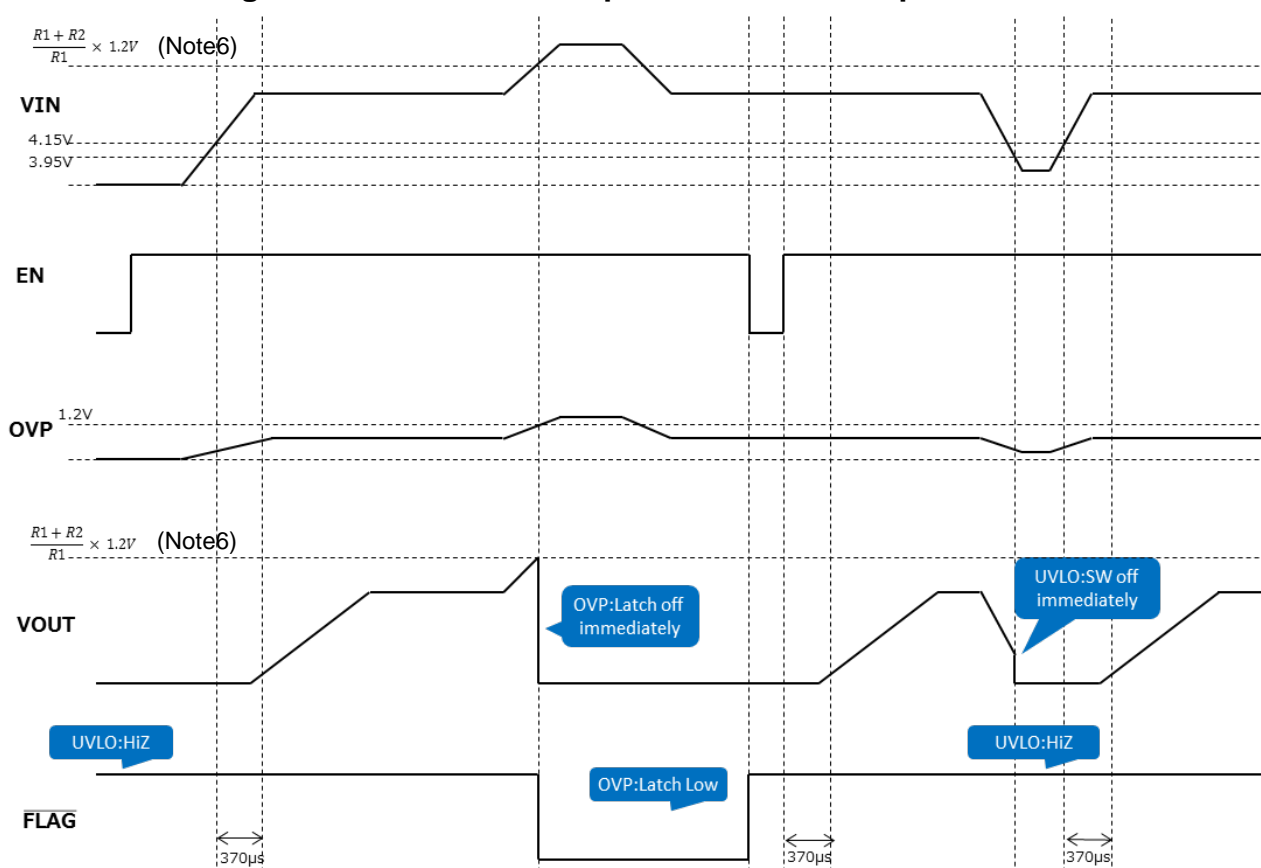 R1 + R2
R1
× 1.2V (Note6)
VIN
4.15V
3.95V
EN
1.2V
OVP
R1 + R2
R1
× 1.2V (Note6)
UVLO:SW off
immediately
OVP:Latch off
immediately
VOUT
UVLO:HiZ
UVLO:HiZ
OVP:Latch Low
FLAG
370µs
370µs
370µs